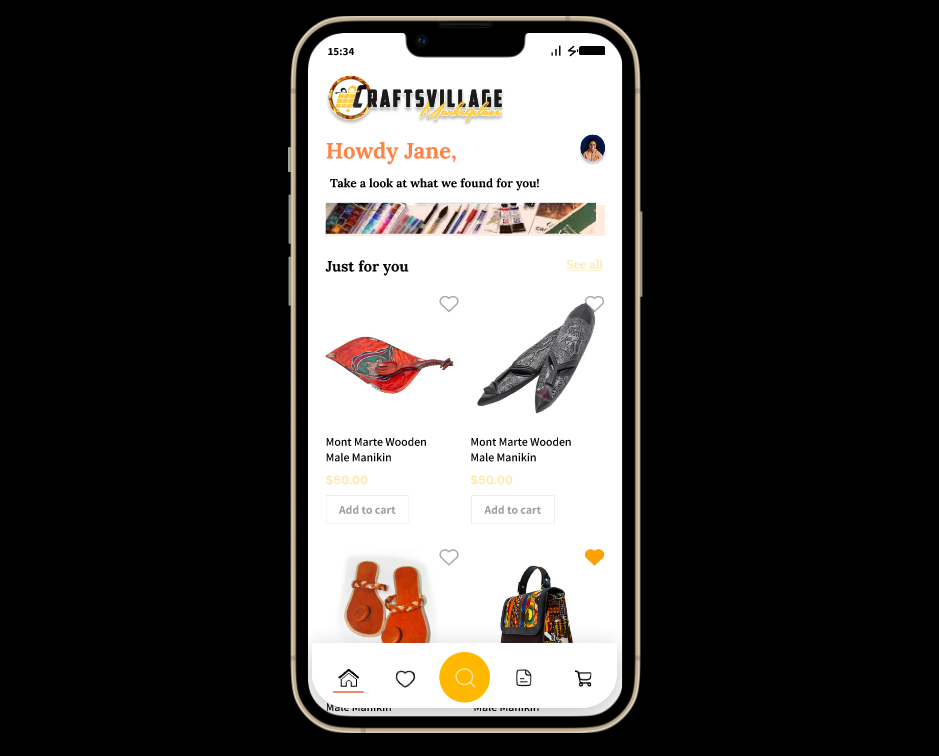 15:34
CRAFTSVILLAGE
Marketplace
Howdy Jane,
Take a look at what we found for you!
Just for you
See all
Mont Marte Wooden
Male Manikin
$50.00
Add to cart
Mont Marte Wooden
Male Manikin
$50.00
Add to cart
Male Manikin
Male Manikin